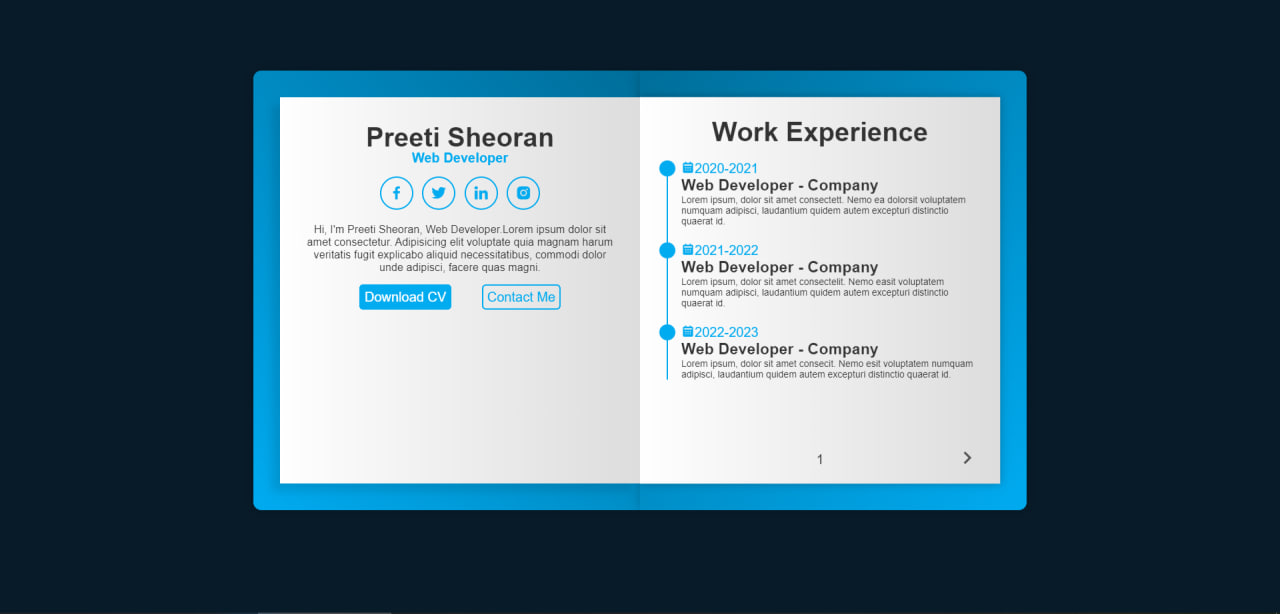 Preeti Sheoran
Web Developer
Hi, I'm Preeti Sheoran, Web Developer.Lorem ipsum dolor sit
amet consectetur. Adipisicing elit voluptate quia magnam harum
veritatis fugit explicabo aliquid necessitatibus, commodi dolor
unde adipisci, facere quas magni.
Download CV
Contact Me
Work Experience
2020-2021
Web Developer - Company
Lorem ipsum, dolor sit amet consectett. Nemo ea dolorsit voluptatem
numquam adipisci, laudantium quidem autem excepturi distinctio
quaerat id.
2021-2022
Web Developer - Company
Lorem ipsum, dolor sit amet consectelit. Nemo easit voluptatem
numquam adipisci, laudantium quidem autem excepturi distinctio
quaerat id.
2022-2023
Web Developer - Company
Lorem ipsum, dolor sit amet consecit. Nemo esit voluptatem numquam
adipisci, laudantium quidem autem excepturi distinctio quaerat id.
1